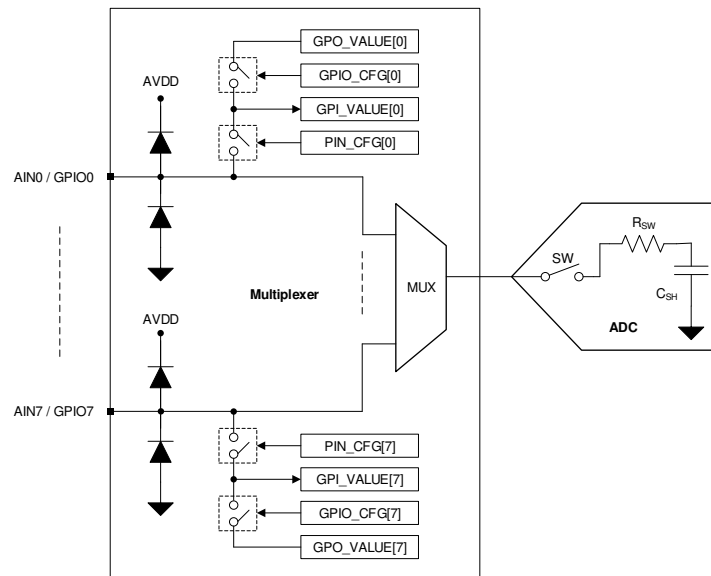 GPO_VALUE[0]
GPIO_CFG[0]
AVDD
GPI_VALUE[0]
PIN_CFG[0]
AIN0 / GPIO0
RSW
SW
MUX
CSH
Multiplexer
ADC
AVDD
AIN7 / GPIO7
PIN_CFG[7]
GPI_VALUE[7]
GPIO_CFG[7]
GPO_VALUE[7]